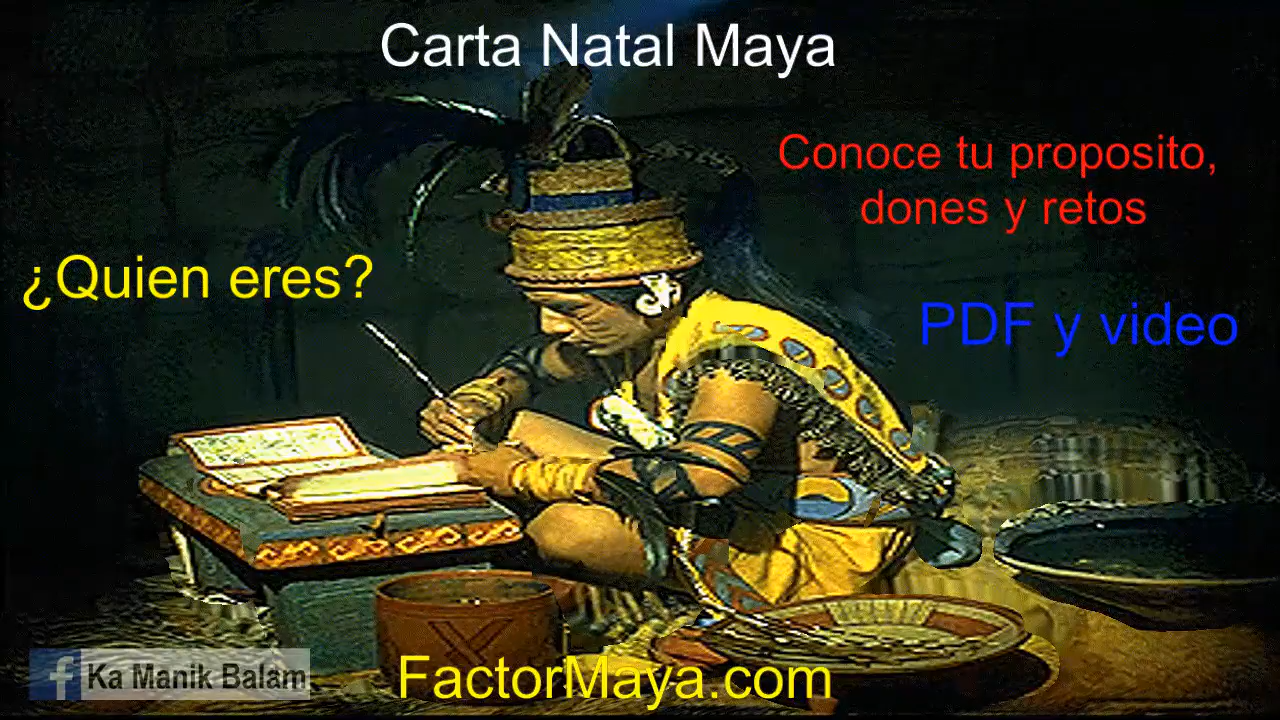 Carta Natal Maya
Conoce tu proposito,
dones y retos
¿Quien eres?
PDF y video
f Ka Manik Balam
FactorMaya.com